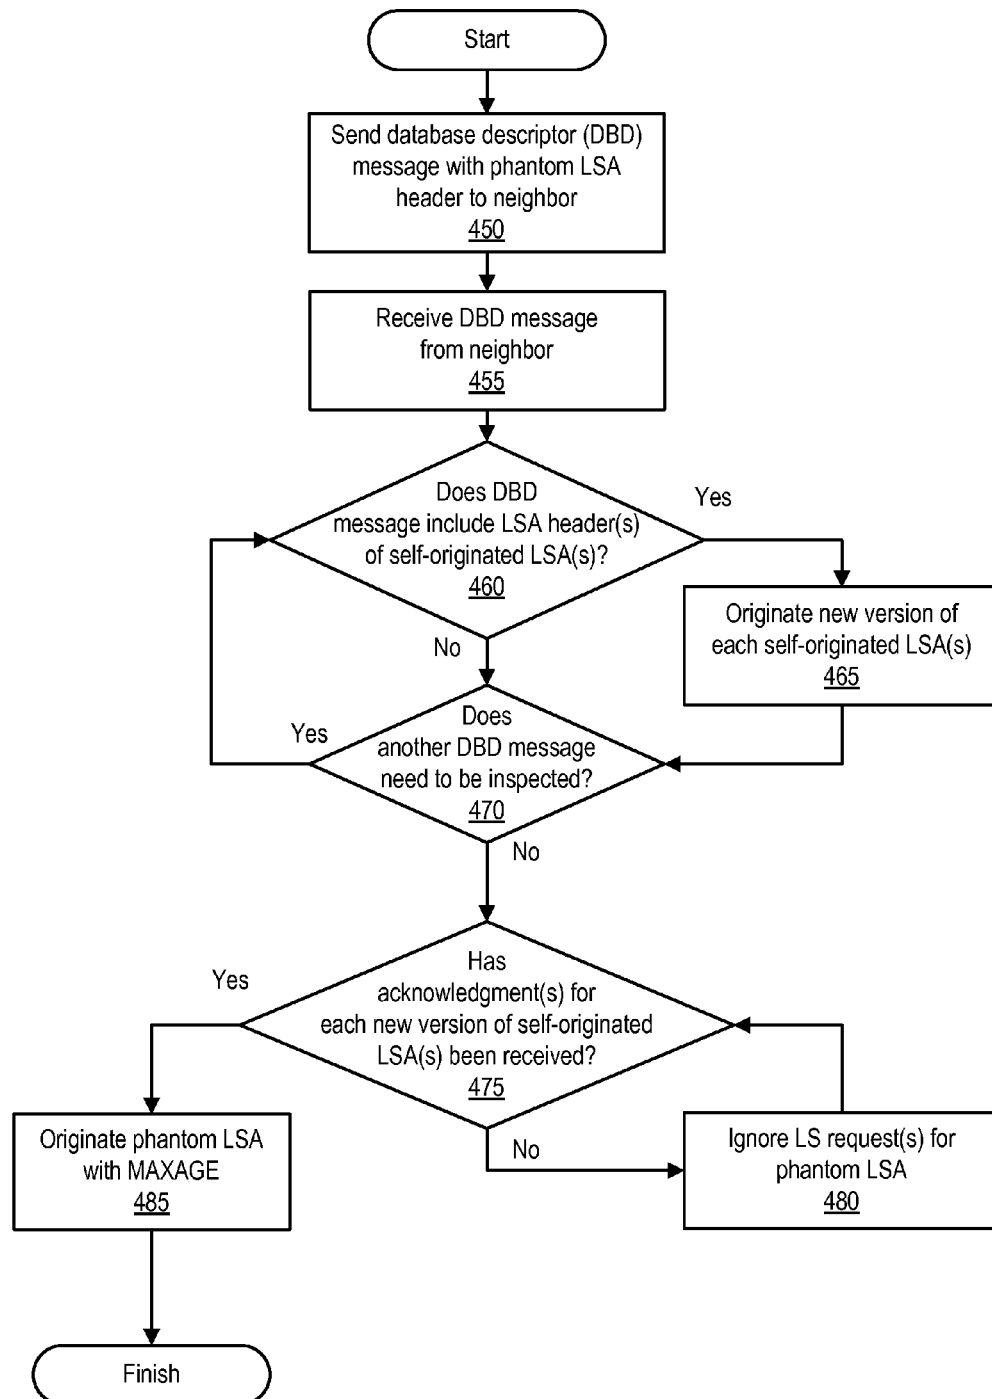 Start
Send database descriptor (DBD)
message with phantom LSA
header to neighbor
450
Receive DBD message
from neighbor
455
Does DBD
message include LSA header(s)
of self-originated LSA(s)?
460
Yes
No
Originate new version of
each self-originated LSA(s)
465
Does
another DBD message
need to be inspected?
470
Yes
No
Has
acknowledgment(s) for
each new version of self-originated
LSA(s) been received?
475
Yes
No
Ignore LS request(s) for
phantom LSA
480
Originate phantom LSA
with MAXAGE
485
Finish